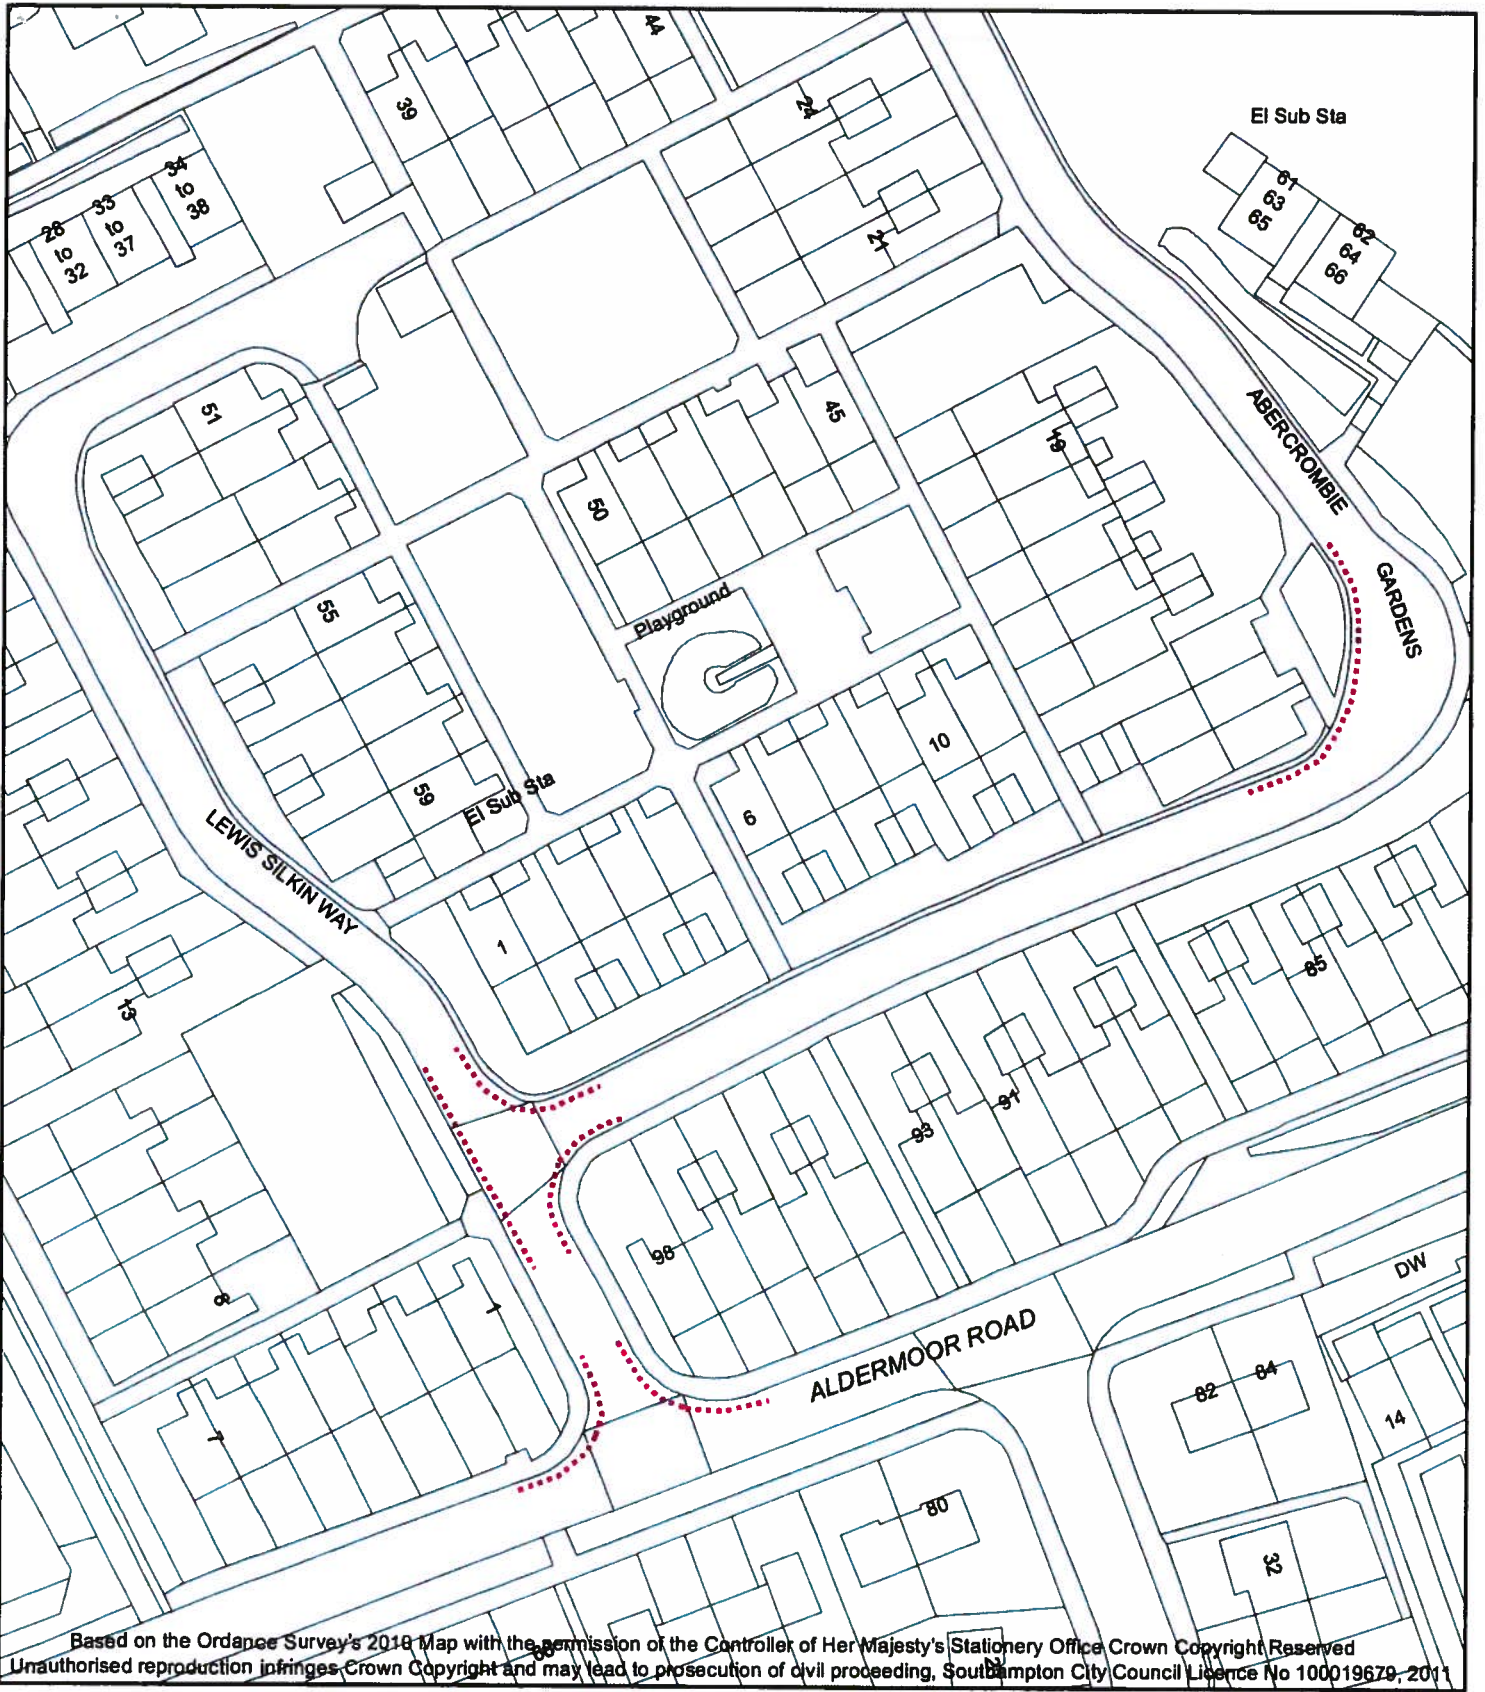 44
39
24
El Sub Sta
34
to
38
33
to
37
28
to
32
61
63
65
62
64
66
21
51
45
19
50
ABERCROMBIE
GARDENS
55
Playground
10
59
El Sub Sta
6
LEWIS SILKIN WAY
1
85
13
91
93
98
DW
8
1
ALDERMOOR ROAD
82
84
14
7
80
32
Based on the Ordance Survey's 2010 Map with the permission of the Controller of Her Majesty's Stationery Office Crown Copyright Reserved
Unauthorised reproduction infringes Crown Copyright and may lead to prosecution of civil proceeding, Southampton City Council Licence No 100019679, 2011